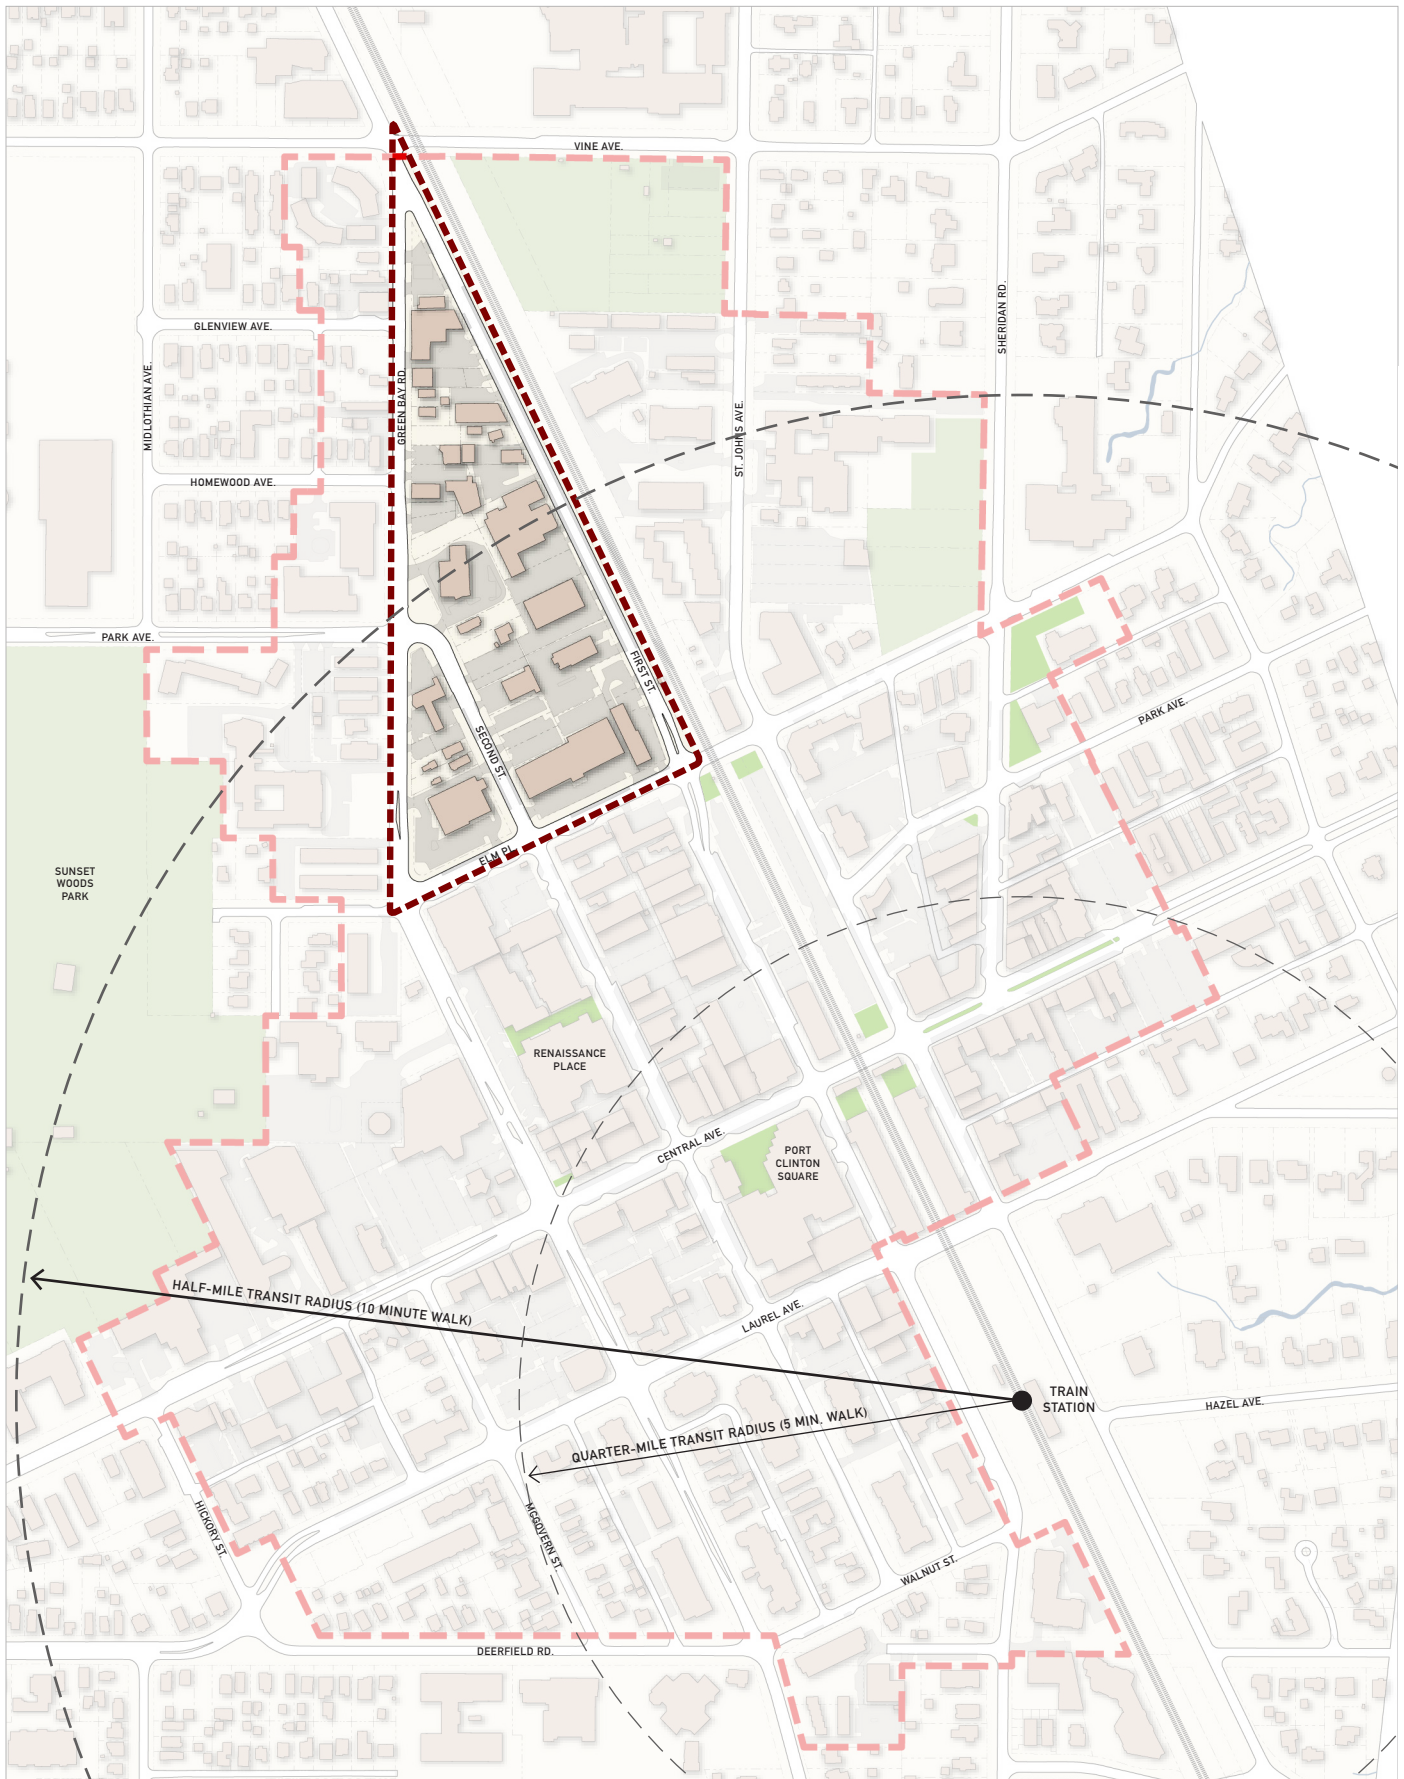 VINE AVE.
GLENVIEW AVE.
SHERIDAN RD.
MIDLOTHIAN AVE.
GREEN BAY RD.
ST. JOHNS AVE.
HOMEWOOD AVE.
PARK AVE.
FIRST ST.
PARK AVE.
SECOND ST.
ELM PL.
SUNSET
WOODS
PARK
RENAISSANCE
PLACE
CENTRAL AVE.
PORT
CLINTON
SQUARE
HALF-MILE TRANSIT RADIUS (10 MINUTE WALK)
LAUREL AVE.
TRAIN
STATION
HAZEL AVE.
QUARTER-MILE TRANSIT RADIUS (5 MIN. WALK)
HICKORY ST.
MCGOVERN ST.
WALNUT ST.
DEERFIELD RD.